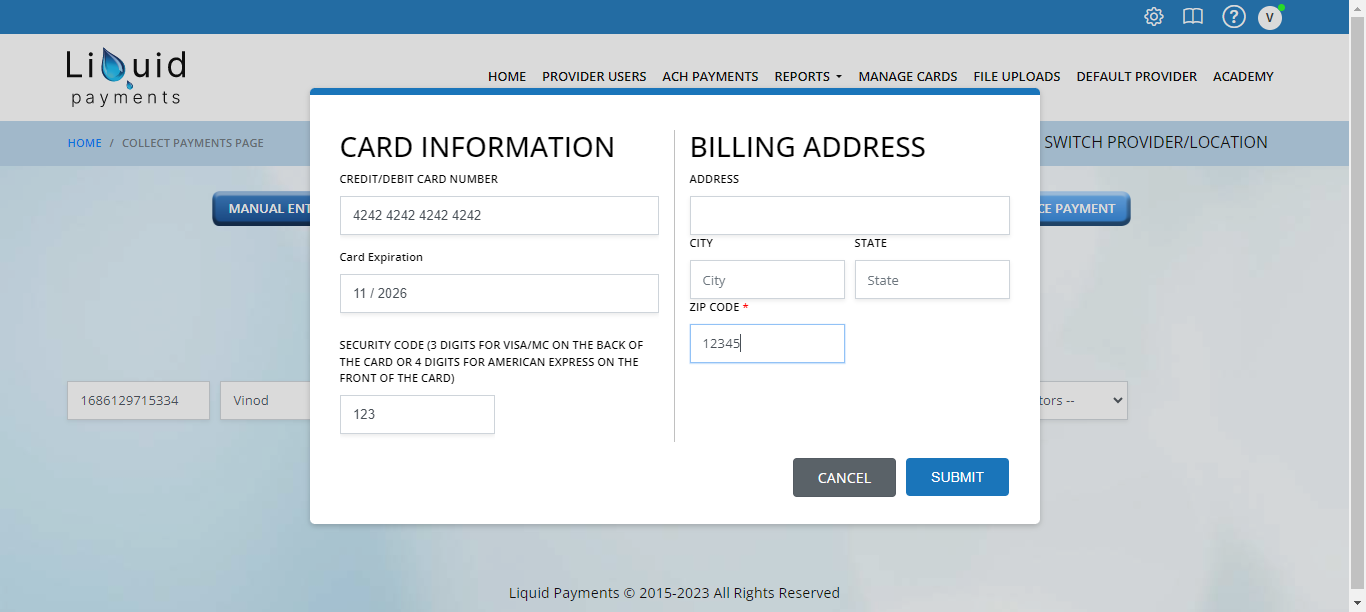 V
Liquid
payments
HOME PROVIDER USERS ACH PAYMENTS REPORTS MANAGE CARDS FILE UPLOADS DEFAULT PROVIDER ACADEMY
HOME / COLLECT PAYMENTS PAGE
SWITCH PROVIDER/LOCATION
MANUAL ENT
CE PAYMENT
CARD INFORMATION
CREDIT/DEBIT CARD NUMBER
4242 4242 4242 4242
Card Expiration
11 / 2026
SECURITY CODE (3 DIGITS FOR VISA/MC ON THE BACK OF
THE CARD OR 4 DIGITS FOR AMERICAN EXPRESS ON THE
FRONT OF THE CARD)
123
BILLING ADDRESS
ADDRESS
CITY STATE
City State
ZIP CODE *
12345
CANCEL SUBMIT
1686129715334 Vinod
tors --
Liquid Payments © 2015-2023 All Rights Reserved